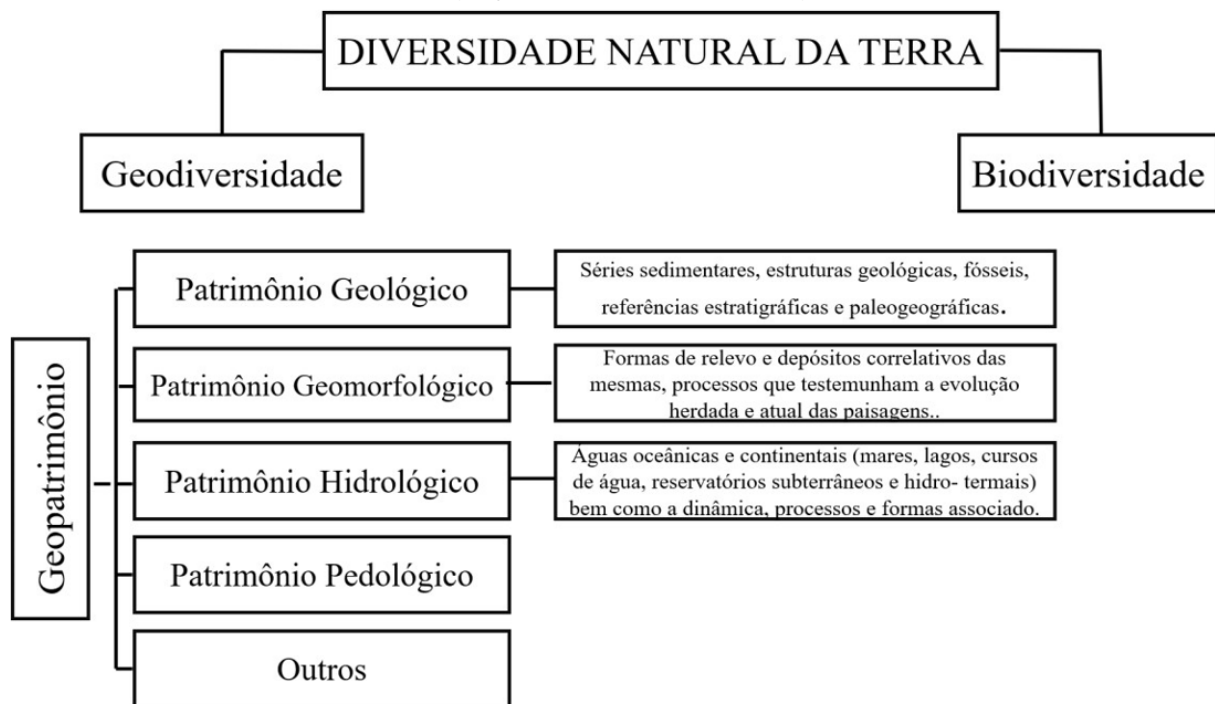 DIVERSIDADE NATURAL DA TERRA
Geodiversidade
Biodiversidade
Geopatrimônio
Patrimônio Geológico
Séries sedimentares, estruturas geológicas, fósseis,
referências estratigráficas e paleogeográficas.
Patrimônio Geomorfológico
Formas de relevo e depósitos correlativos das
mesmas, processos que testemunham a evolução
herdada e atual das paisagens..
Patrimônio Hidrológico
Águas oceânicas e continentais (mares, lagos, cursos
de água, reservatórios subterrâneos e hidro- termais)
bem como a dinâmica, processos e formas associado.
Patrimônio Pedológico
Outros